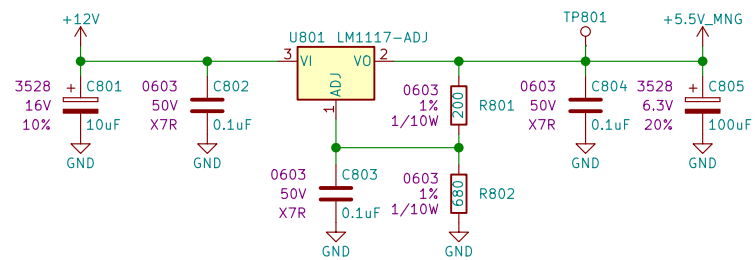 +12V
TP801
+5.5V_MNG
U801 LM1117-ADJ
3 VI VO 2
ADJ
1
3528
16V
10%
+
C801
10uF
GND
0603
50V
X7R
C802
0.1uF
GND
0603
1%
1/10W
200
R801
0603
50V
X7R
C804
0.1uF
GND
3528
6.3V
20%
+
C805
100uF
GND
0603
50V
X7R
C803
0.1uF
GND
0603
1%
1/10W
680
R802
GND